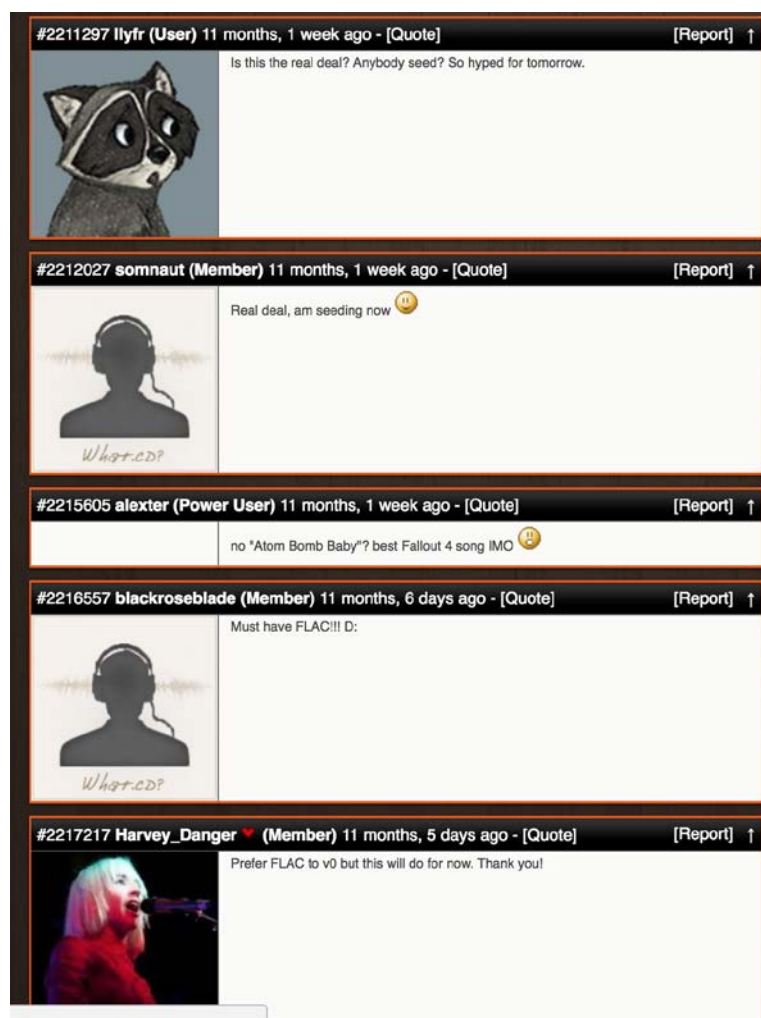 #2211297 llyfr (User) 11 months, 1 week ago - [Quote] [Report] ↑
Is this the real deal? Anybody seed? So hyped for tomorrow.
#2212027 somnaut (Member) 11 months, 1 week ago - [Quote] [Report] ↑
Real deal, am seeding now
What.CD?
#2215605 alexter (Power User) 11 months, 1 week ago - [Quote] [Report] ↑
no "Atom Bomb Baby"? best Fallout 4 song IMO
#2216557 blackroseblade (Member) 11 months, 6 days ago - [Quote] [Report] ↑
Must have FLAC!!! D:
What.CD?
#2217217 Harvey_Danger (Member) 11 months, 5 days ago - [Quote] [Report] ↑
Prefer FLAC to v0 but this will do for now. Thank you!